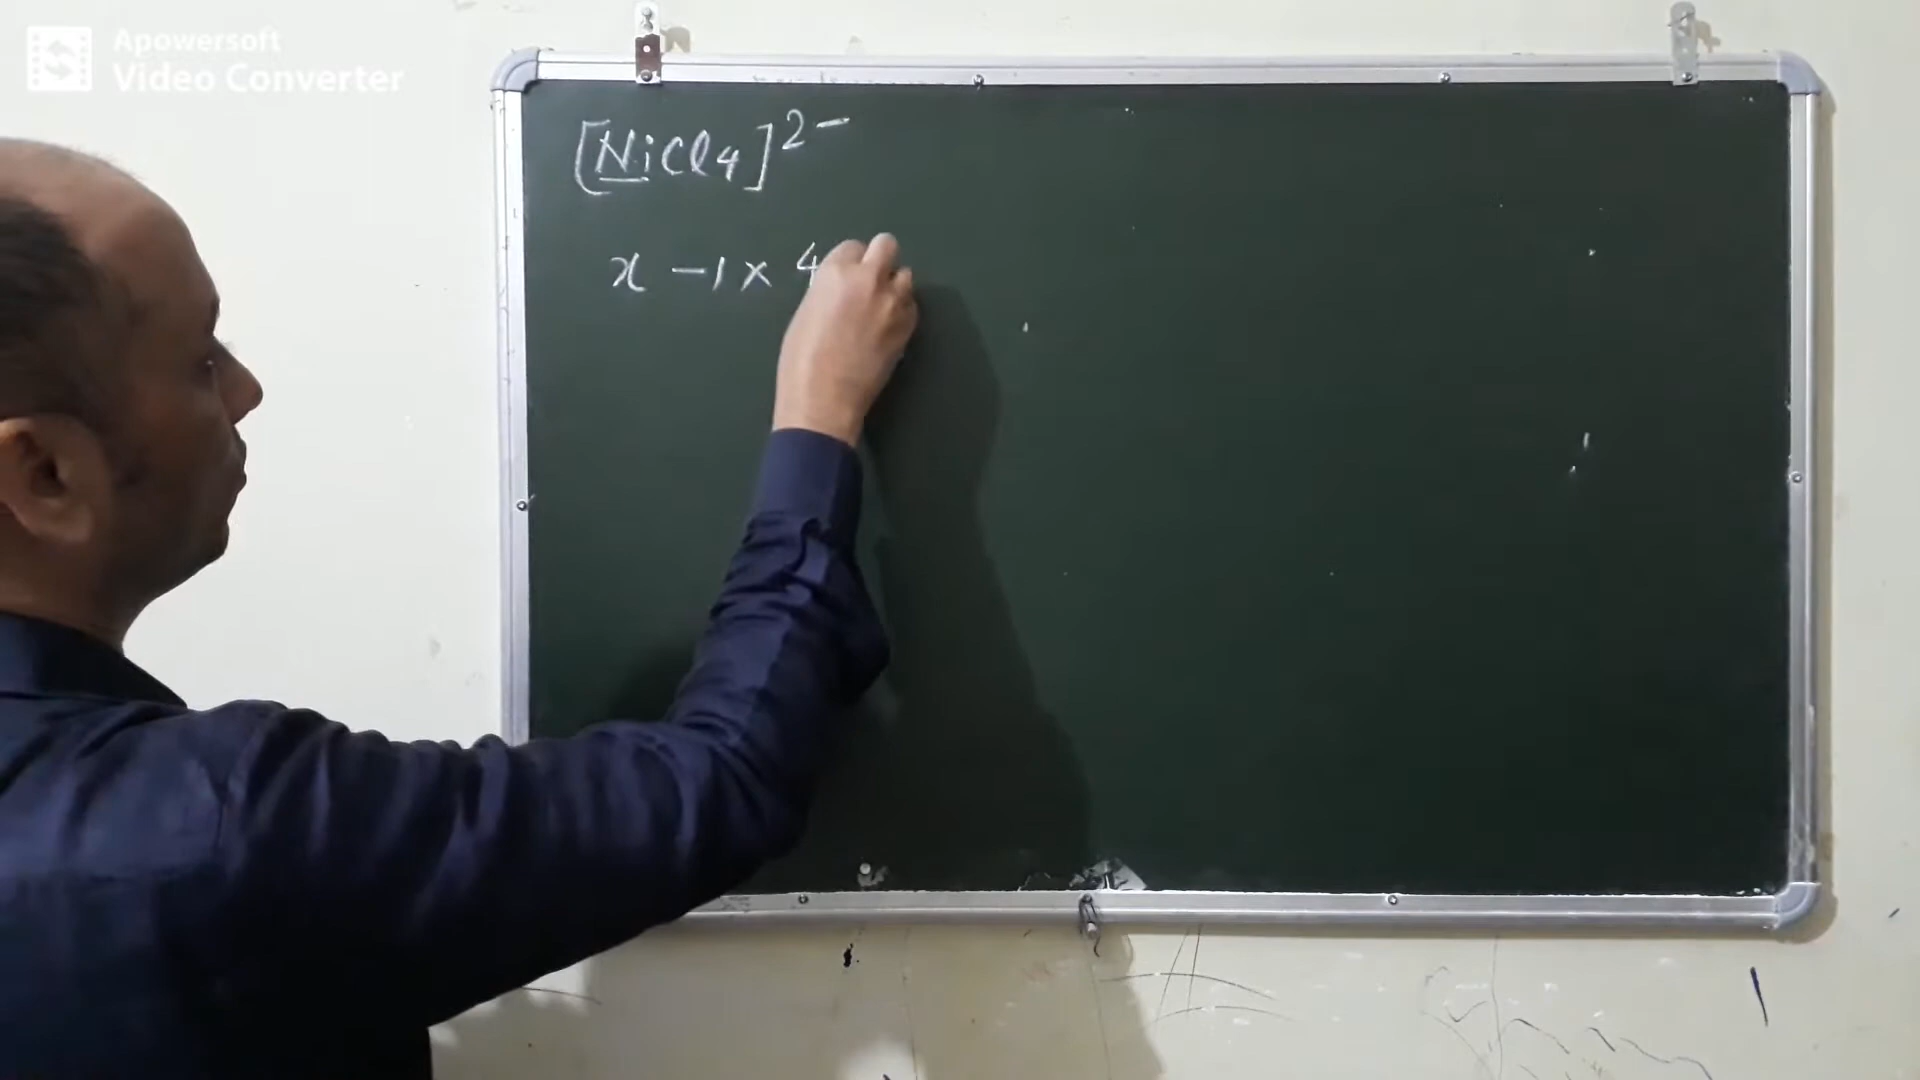 Apowersoft
Video Converter
[NiCl4]²⁻
x -1 × 4